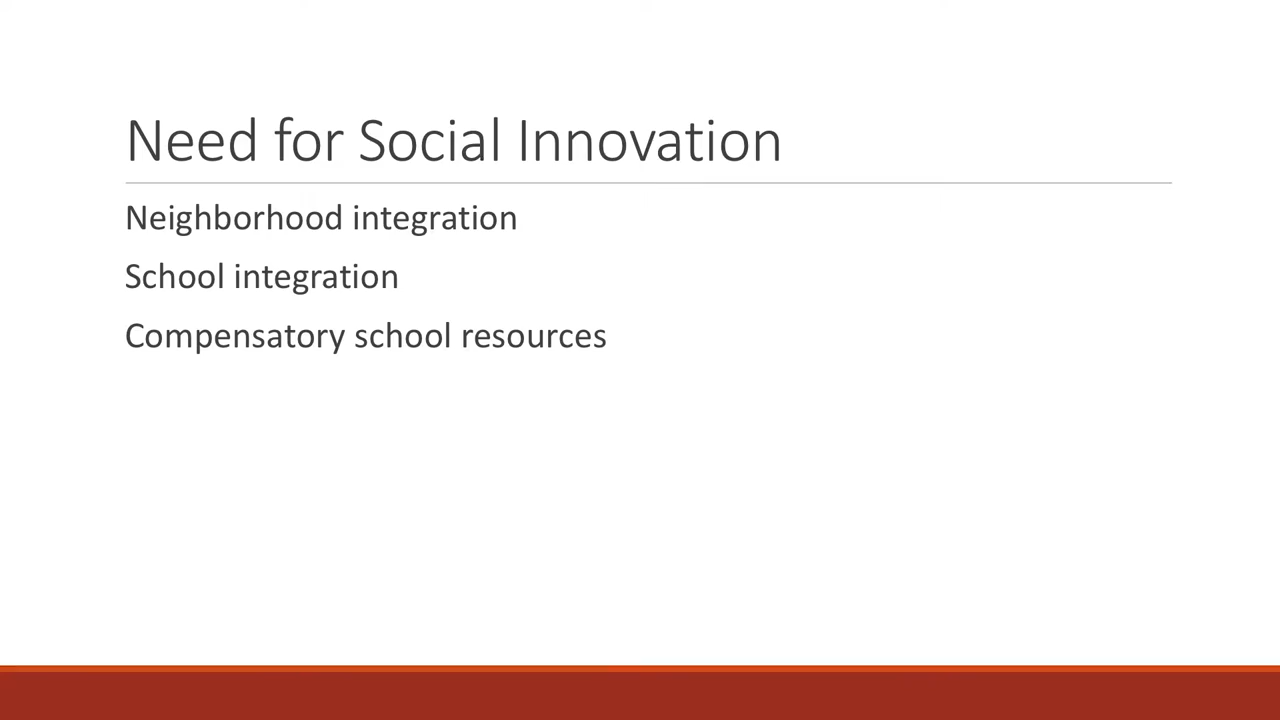 Need for Social Innovation
Neighborhood integration
School integration
Compensatory school resources